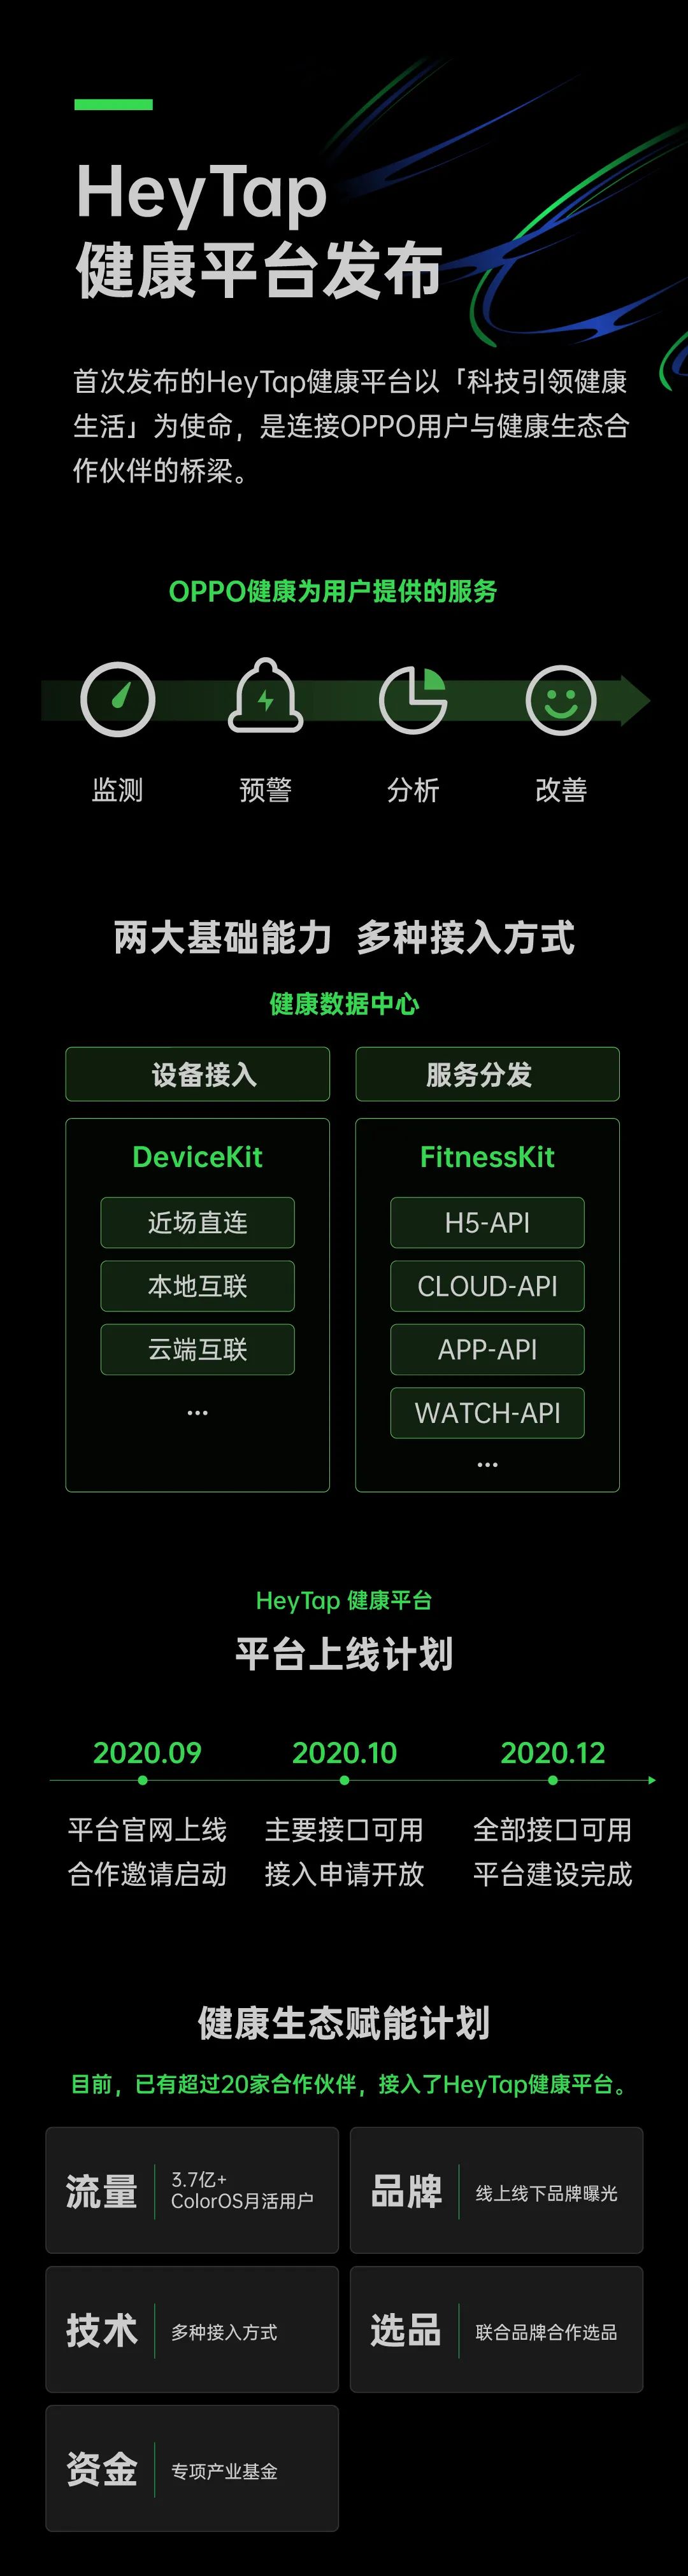 HeyTap
健康平台发布
首次发布的HeyTap健康平台以「科技引领健康
生活」为使命，是连接OPPO用户与健康生态合
作伙伴的桥梁。
OPPO健康为用户提供的服务
监测
预警
分析
改善
两大基础能力 多种接入方式
健康数据中心
设备接入
DeviceKit
近场直连
本地互联
云端互联
...
服务分发
FitnessKit
H5-API
CLOUD-API
APP-API
WATCH-API
...
HeyTap 健康平台
平台上线计划
2020.09
平台官网上线
合作邀请启动
2020.10
主要接口可用
接入申请开放
2020.12
全部接口可用
平台建设完成
健康生态赋能计划
目前，已有超过20家合作伙伴，接入了HeyTap健康平台。
流量
3.7亿+
ColorOS月活用户
品牌
线上线下品牌曝光
技术
多种接入方式
选品
联合品牌合作选品
资金
专项产业基金